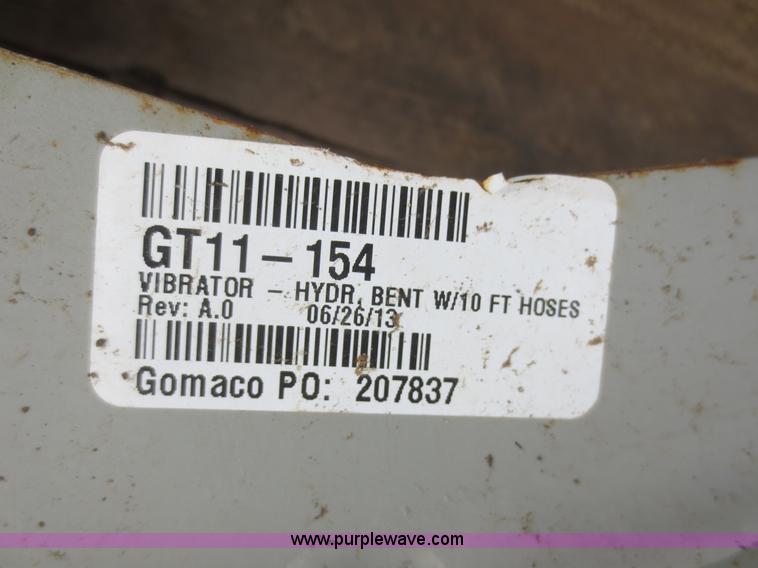 GT11-154
VIBRATOR - HYDR, BENT W/10 FT HOSES
Rev: A.0 06/26/13
Gomaco PO: 207837
www.purplewave.com